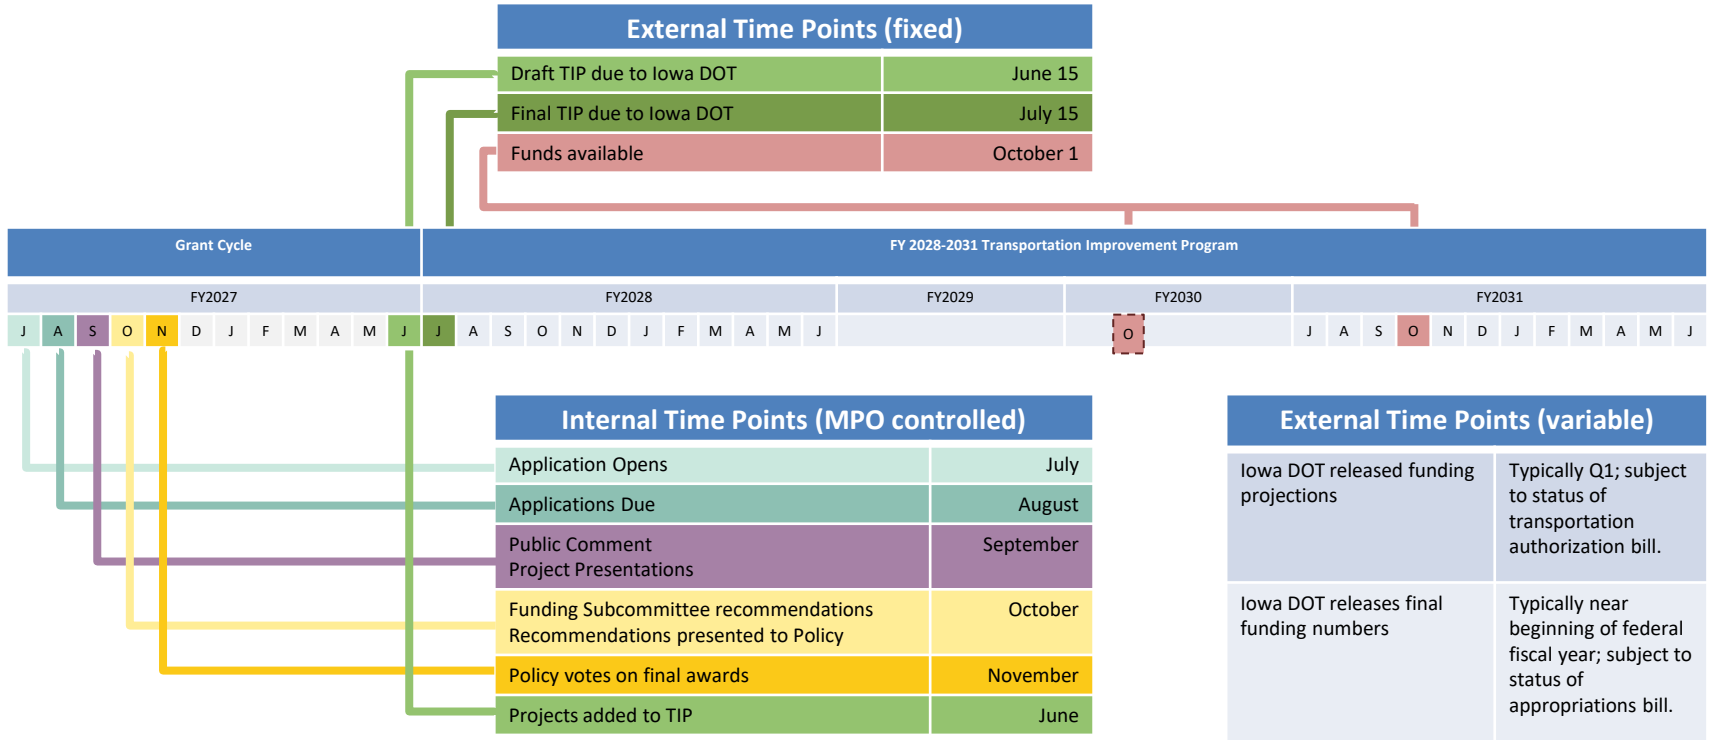 External Time Points (fixed)
Draft TIP due to Iowa DOT June 15
Final TIP due to Iowa DOT July 15
Funds available October 1
Grant Cycle FY 2028-2031 Transportation Improvement Program
FY2027 FY2028 FY2029 FY2030 FY2031
J A S O N D J F M A M J J A S O N D J F M A M J O J A S O N D J F M A M J
Internal Time Points (MPO controlled)
Application Opens July
Applications Due August
Public Comment September
Project Presentations
Funding Subcommittee recommendations October
Recommendations presented to Policy
Policy votes on final awards November
Projects added to TIP June
External Time Points (variable)
Iowa DOT released funding
projections
Typically Q1; subject
to status of
transportation
authorization bill.
Iowa DOT releases final
funding numbers
Typically near
beginning of federal
fiscal year; subject to
status of
appropriations bill.